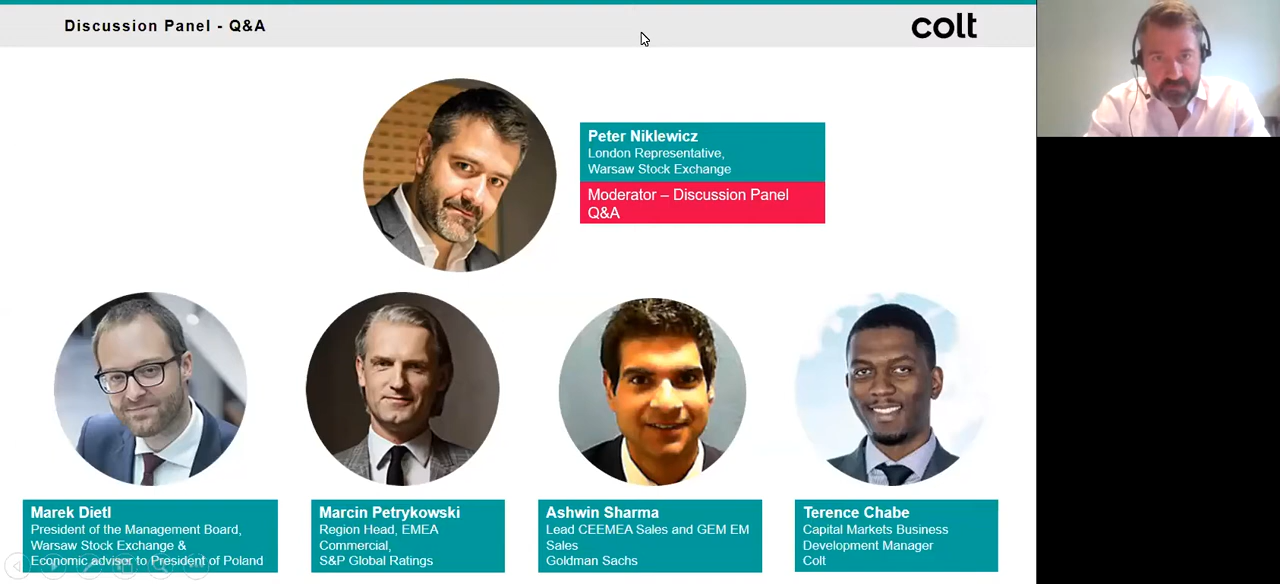 Discussion Panel - Q&A
colt
Peter Niklewicz
London Representative,
Warsaw Stock Exchange
Moderator – Discussion Panel
Q&A
Marek Dietl
President of the Management Board,
Warsaw Stock Exchange &
Economic adviser to President of Poland
Marcin Petrykowski
Region Head, EMEA
Commercial,
S&P Global Ratings
Ashwin Sharma
Lead CEEMEA Sales and GEM EM
Sales
Goldman Sachs
Terence Chabe
Capital Markets Business
Development Manager
Colt